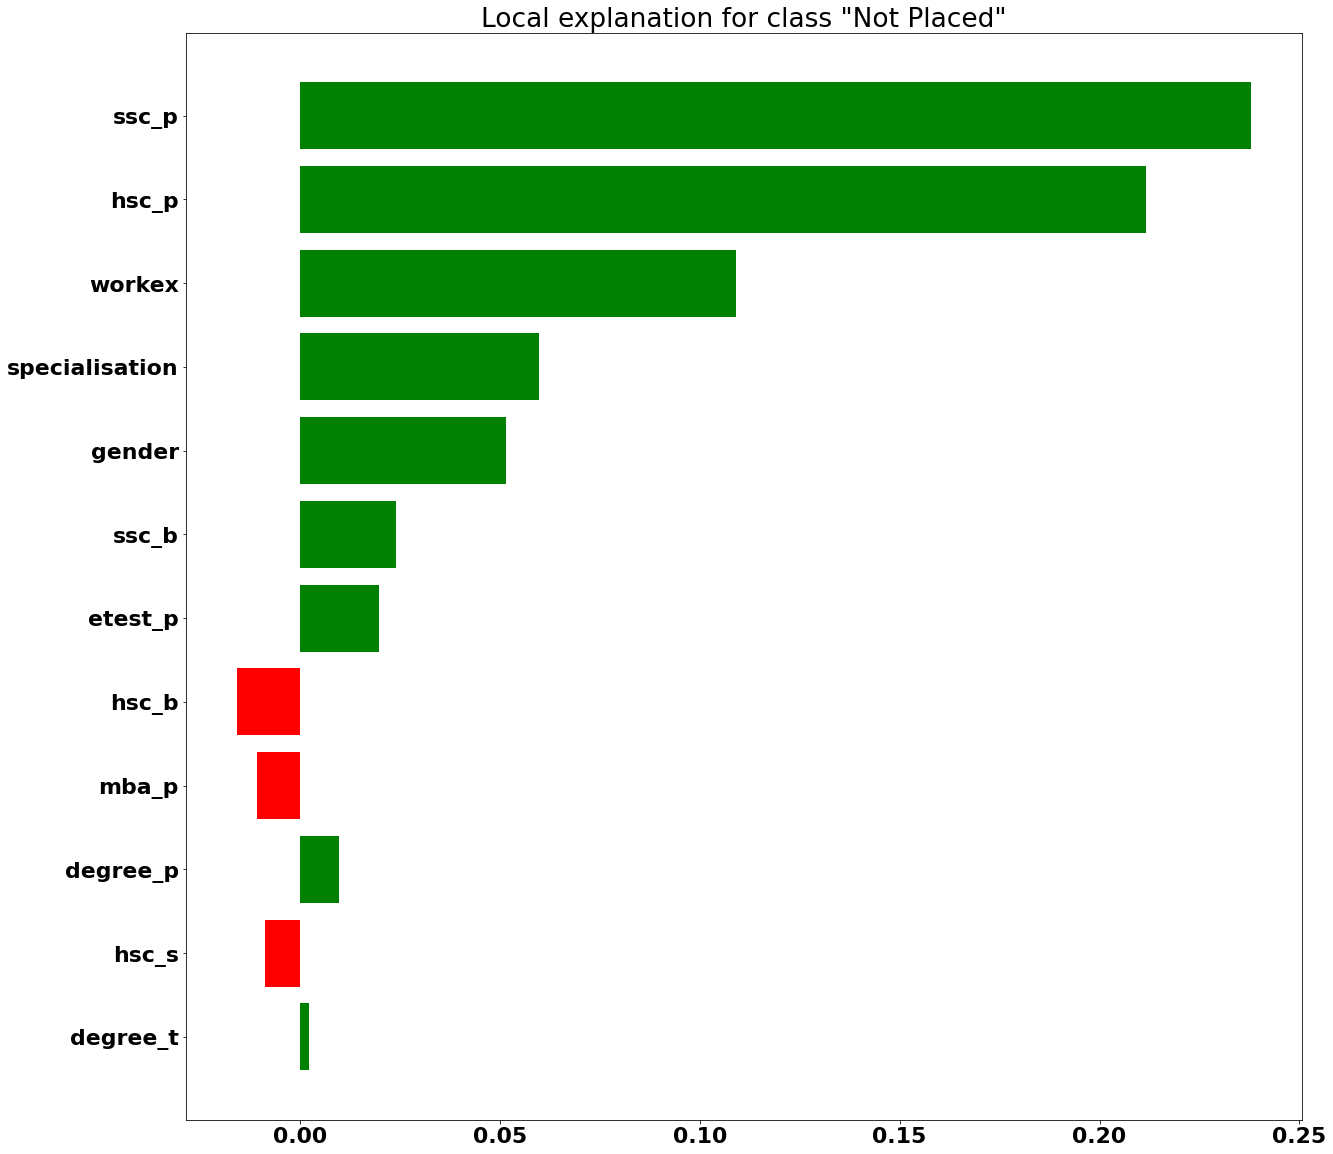 Local explanation for class "Not Placed"
ssc_p
hsc_p
workex
specialisation
gender
ssc_b
etest_p
hsc_b
mba_p
degree_p
hsc_s
degree_t
0.00 0.05 0.10 0.15 0.20 0.25